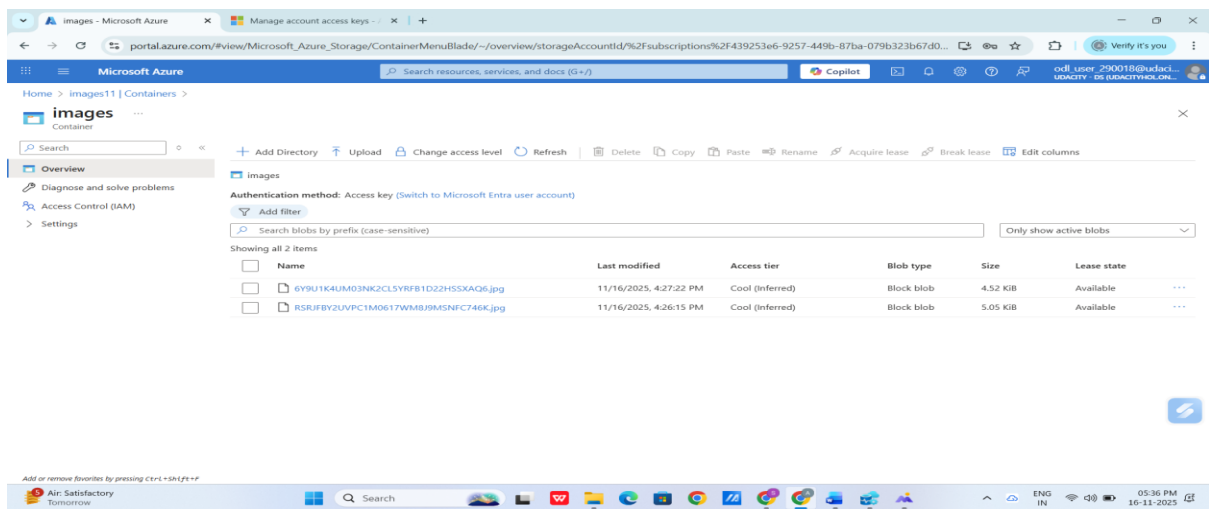 images - Microsoft Azure
Manage account access keys -
portal.azure.com/#view/Microsoft_Azure_Storage/ContainerMenuBlade/~/overview/storageAccountId/%2Fsubscriptions%2F439253e6-9257-449b-87ba-079b323b67d0...
Verify it's you
Microsoft Azure
Search resources, services, and docs (G+/)
Copilot
odl_user_290018@udaci...
UDACITY - DS (UDACITYHOL.ON...
Home > images11 | Containers >
images ...
Container
Search
Add Directory Upload Change access level Refresh Delete Copy Paste Rename Acquire lease Break lease Edit columns
Overview
Diagnose and solve problems
Access Control (IAM)
Settings
images
Authentication method: Access key (Switch to Microsoft Entra user account)
Add filter
Search blobs by prefix (case-sensitive)
Only show active blobs
Showing all 2 items
Name Last modified Access tier Blob type Size Lease state
6Y9U1K4UM03NK2CL5YRFB1D22HSSXAQ6.jpg 11/16/2025, 4:27:22 PM Cool (Inferred) Block blob 4.52 KiB Available ...
RSRJFBY2UVPC1M0617WM8J9MSNFC746K.jpg 11/16/2025, 4:26:15 PM Cool (Inferred) Block blob 5.05 KiB Available ...
Add or remove favorites by pressing Ctrl+Shift+F
5
Air: Satisfactory
Tomorrow
Search
ENG
IN
05:36 PM
16-11-2025